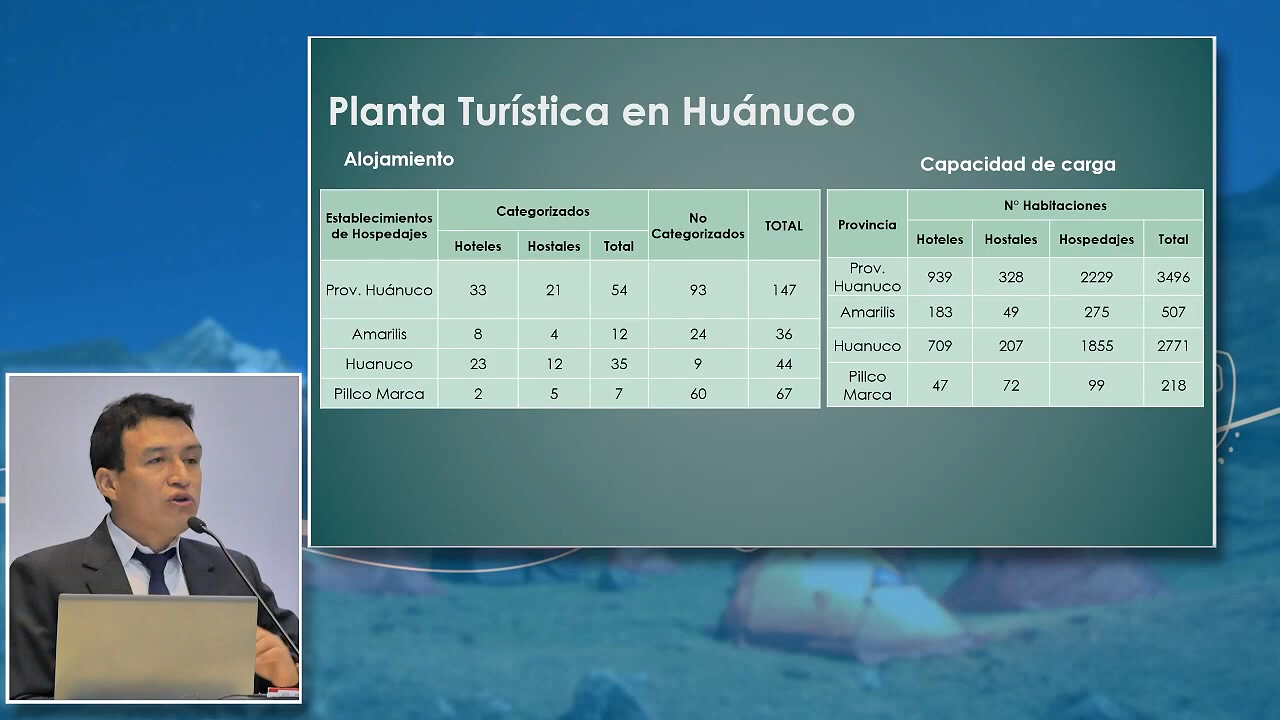 Planta Turística en Huánuco
Alojamiento
Establecimientos de Hospedajes Categorizados No Categorizados TOTAL
Hoteles Hostales Total
Prov. Huánuco 33 21 54 93 147
Amarilis 8 4 12 24 36
Huanuco 23 12 35 9 44
Pillco Marca 2 5 7 60 67
Capacidad de carga
Provincia N° Habitaciones
Hoteles Hostales Hospedajes Total
Prov. Huanuco 939 328 2229 3496
Amarilis 183 49 275 507
Huanuco 709 207 1855 2771
Pillco Marca 47 72 99 218